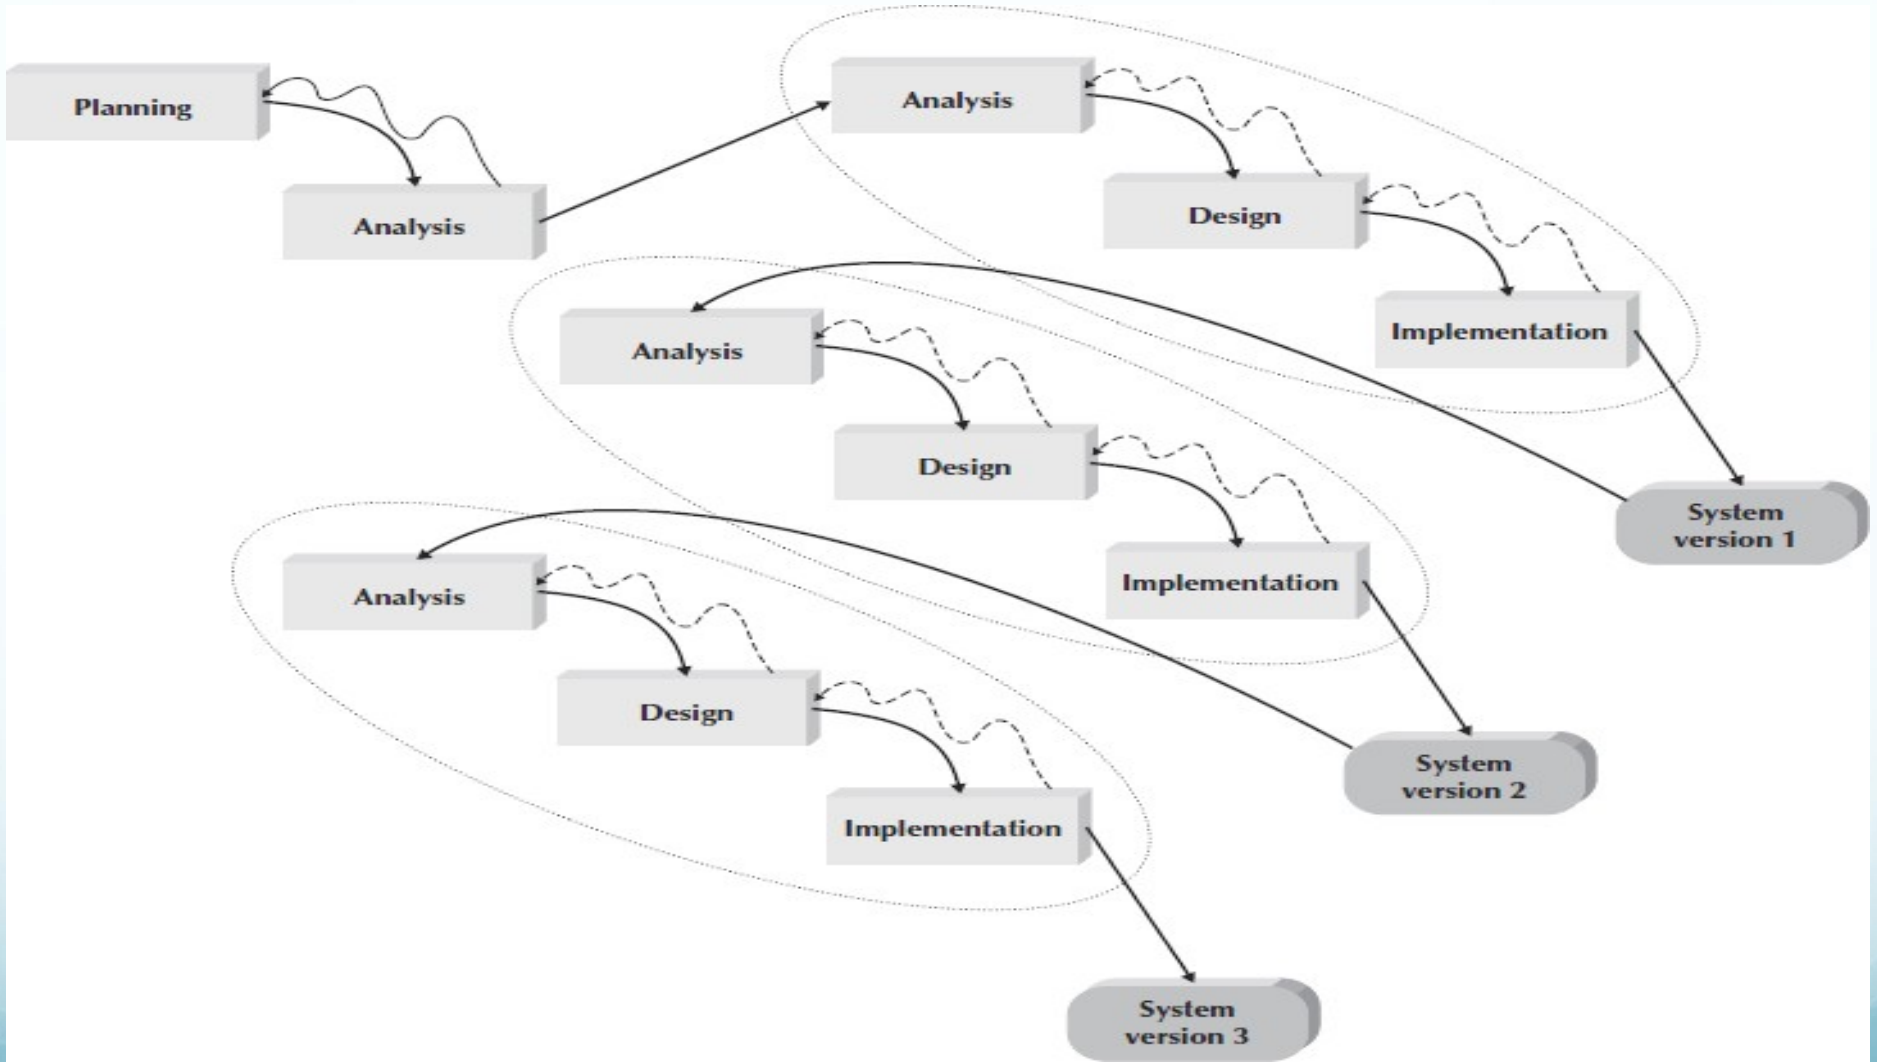 Planning
Analysis
Analysis
Design
Implementation
System
version 1
Analysis
Design
Implementation
System
version 2
Analysis
Design
Implementation
System
version 3